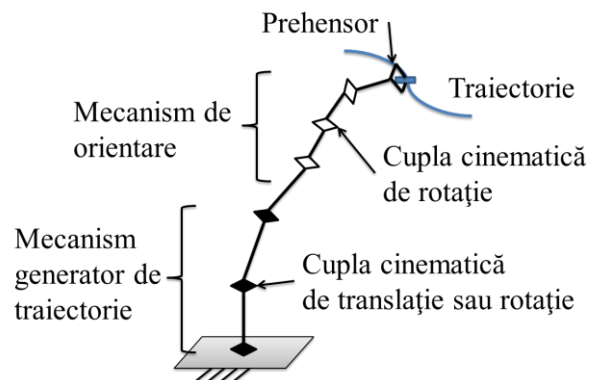 Prehensor
Traiectorie
Mecanism de
orientare
Cupla cinematică
de rotaţie
Mecanism
generator de
traiectorie
Cupla cinematică
de translaţie sau rotaţie